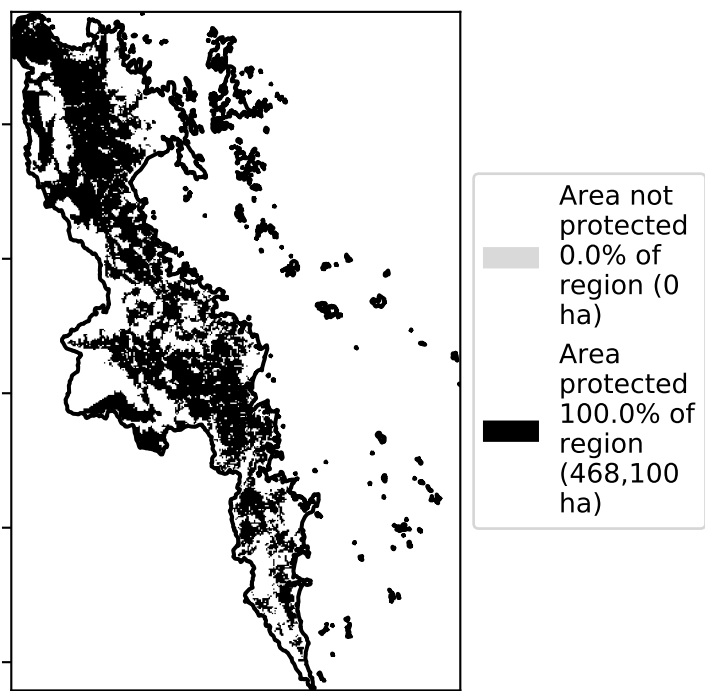 Area not
protected
0.0% of
region (0
ha)
Area
protected
100.0% of
region
(468,100
ha)